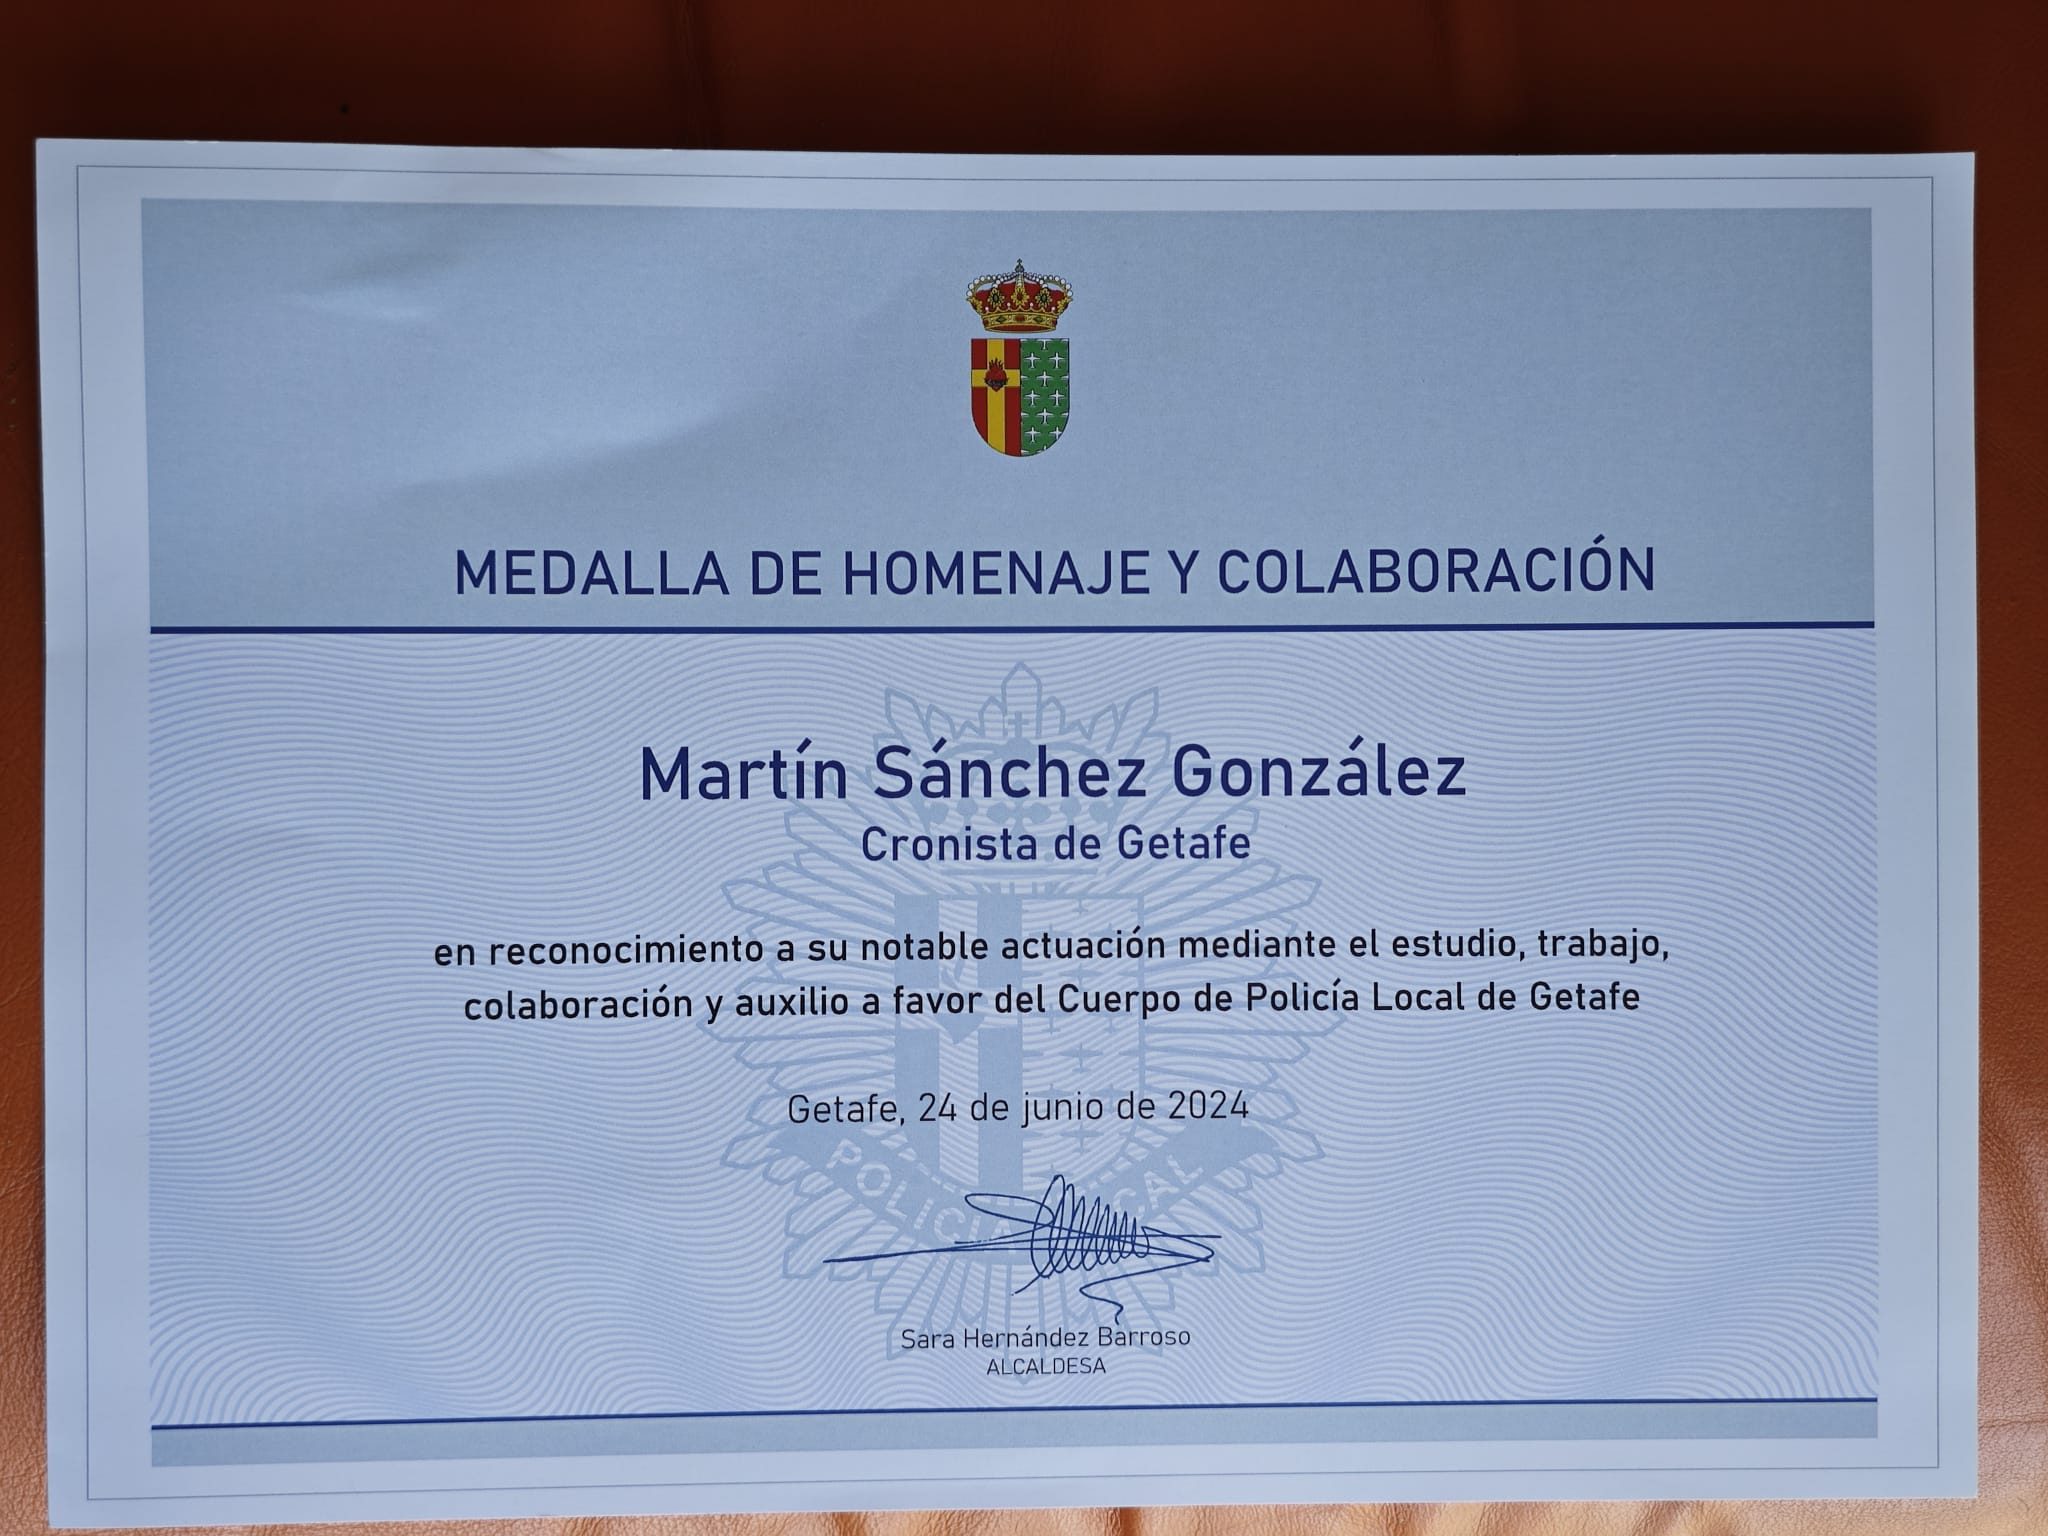 MEDALLA DE HOMENAJE Y COLABORACIÓN
Martín Sánchez González
Cronista de Getafe
en reconocimiento a su notable actuación mediante el estudio, trabajo,
colaboración y auxilio a favor del Cuerpo de Policía Local de Getafe
Getafe, 24 de junio de 2024
POLICIA LOCAL
Sara Hernández Barroso
ALCALDESA